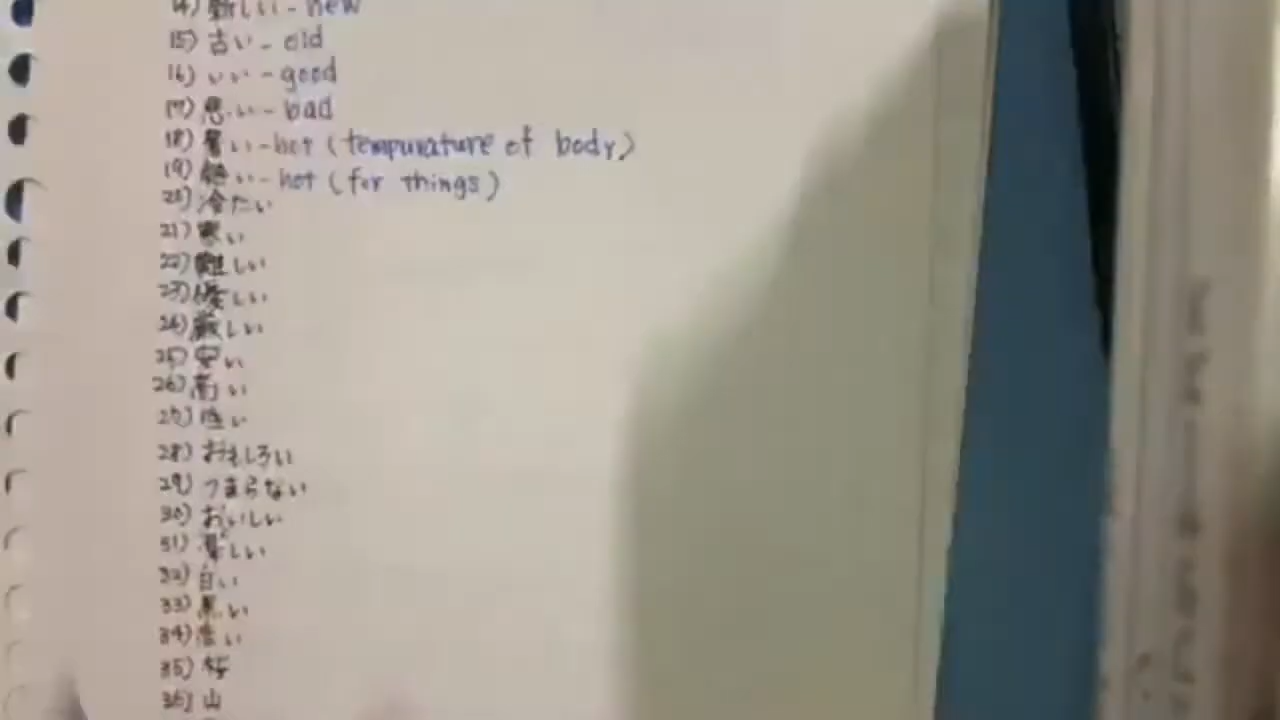 14) 新しい - new
15) 古い - old
16) いい - good
17) 悪い - bad
18) 暑い - hot (tempurature of body)
19) 熱い - hot (for things)
20) 冷たい
21) 寒い
22) 難しい
23) 優しい
24) 厳しい
25) 安い
26) 高い
27) い
28) おもしろい
29) つまらない
30) おいしい
31) 楽しい
32) 白い
33) 黒い
34) い
35) 桜
36) 山